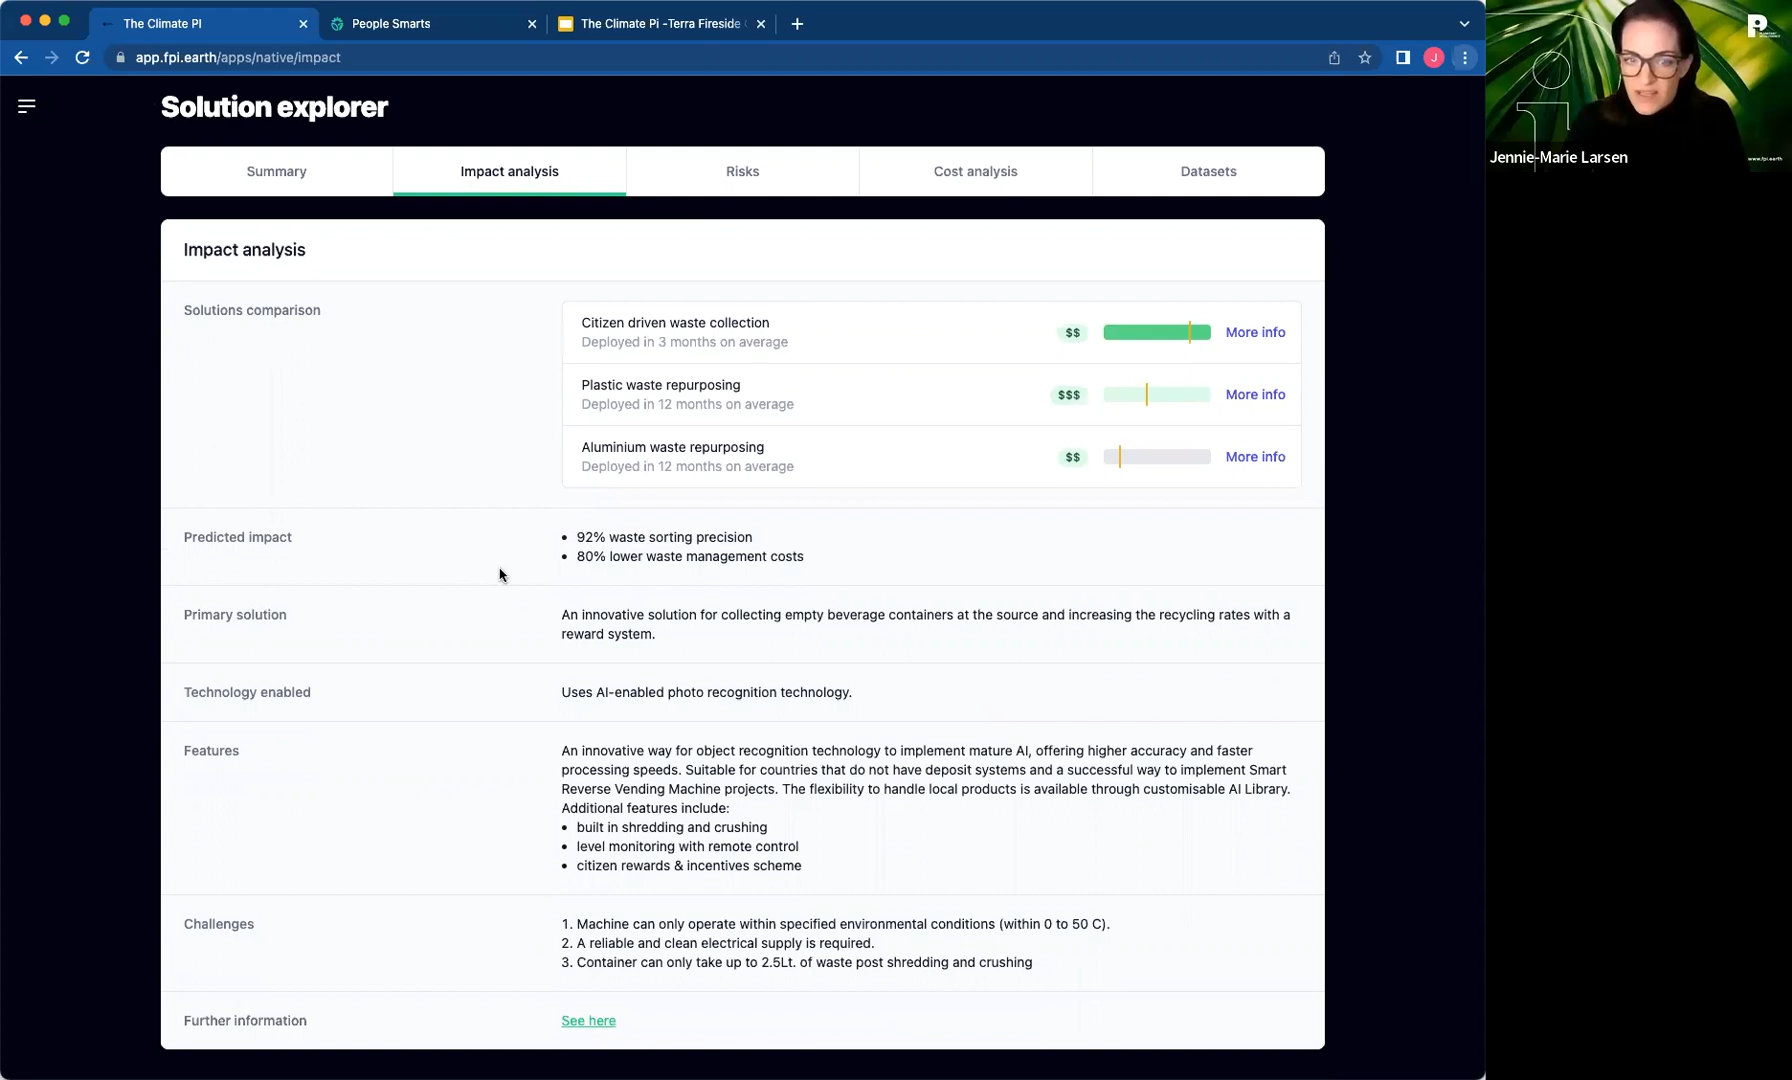 The Climate PI
People Smarts
The Climate Pi -Terra Fireside
app.fpi.earth/apps/native/impact
J
Jennie-Marie Larsen
www.fpi.earth
Solution explorer
Summary
Impact analysis
Risks
Cost analysis
Datasets
Impact analysis
Solutions comparison
Citizen driven waste collection
Deployed in 3 months on average
$$
More info
Plastic waste repurposing
Deployed in 12 months on average
$$$
More info
Aluminium waste repurposing
Deployed in 12 months on average
$$
More info
Predicted impact
• 92% waste sorting precision
• 80% lower waste management costs
Primary solution
An innovative solution for collecting empty beverage containers at the source and increasing the recycling rates with a
reward system.
Technology enabled
Uses AI-enabled photo recognition technology.
Features
An innovative way for object recognition technology to implement mature AI, offering higher accuracy and faster
processing speeds. Suitable for countries that do not have deposit systems and a successful way to implement Smart
Reverse Vending Machine projects. The flexibility to handle local products is available through customisable AI Library.
Additional features include:
• built in shredding and crushing
• level monitoring with remote control
• citizen rewards & incentives scheme
Challenges
1. Machine can only operate within specified environmental conditions (within 0 to 50 C).
2. A reliable and clean electrical supply is required.
3. Container can only take up to 2.5Lt. of waste post shredding and crushing
Further information
See here